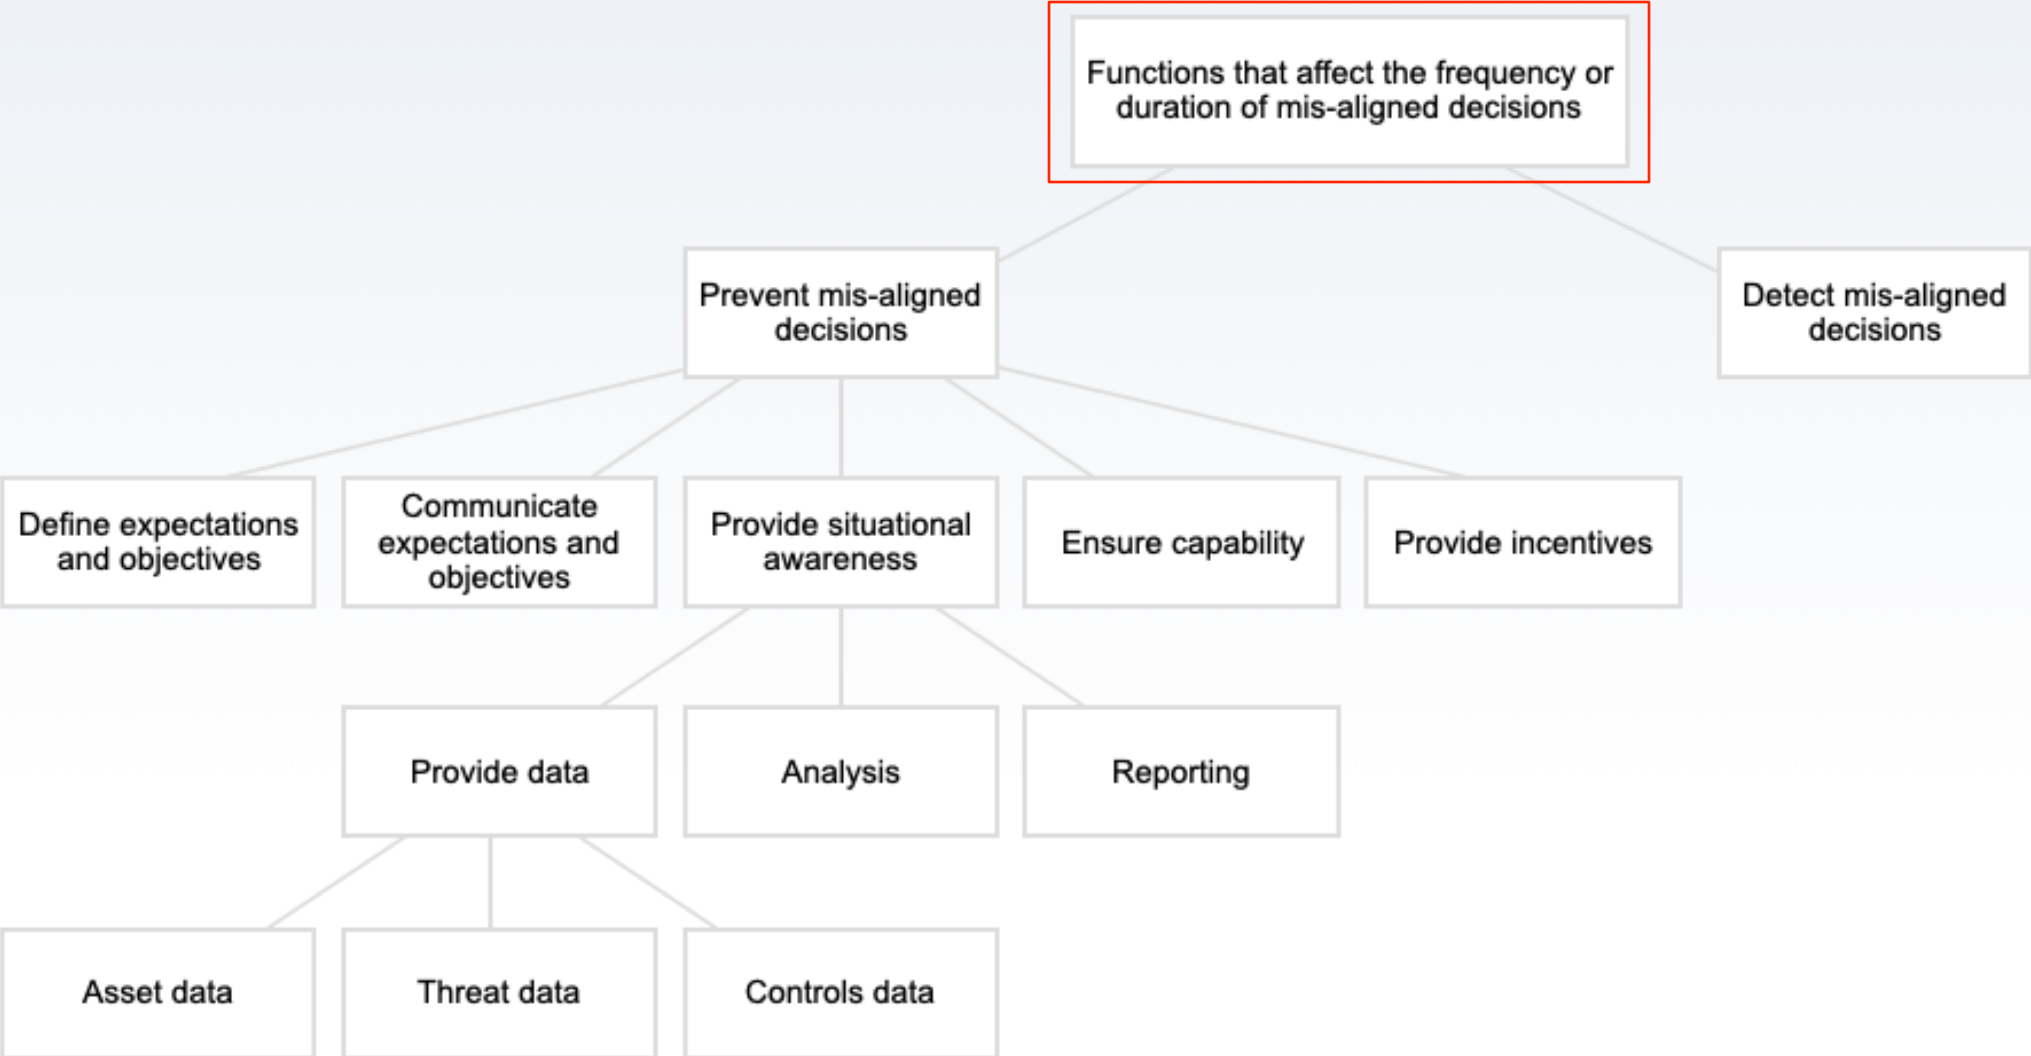 Functions that affect the frequency or
duration of mis-aligned decisions
Prevent mis-aligned
decisions
Detect mis-aligned
decisions
Define expectations
and objectives
Communicate
expectations and
objectives
Provide situational
awareness
Ensure capability
Provide incentives
Provide data
Analysis
Reporting
Asset data
Threat data
Controls data